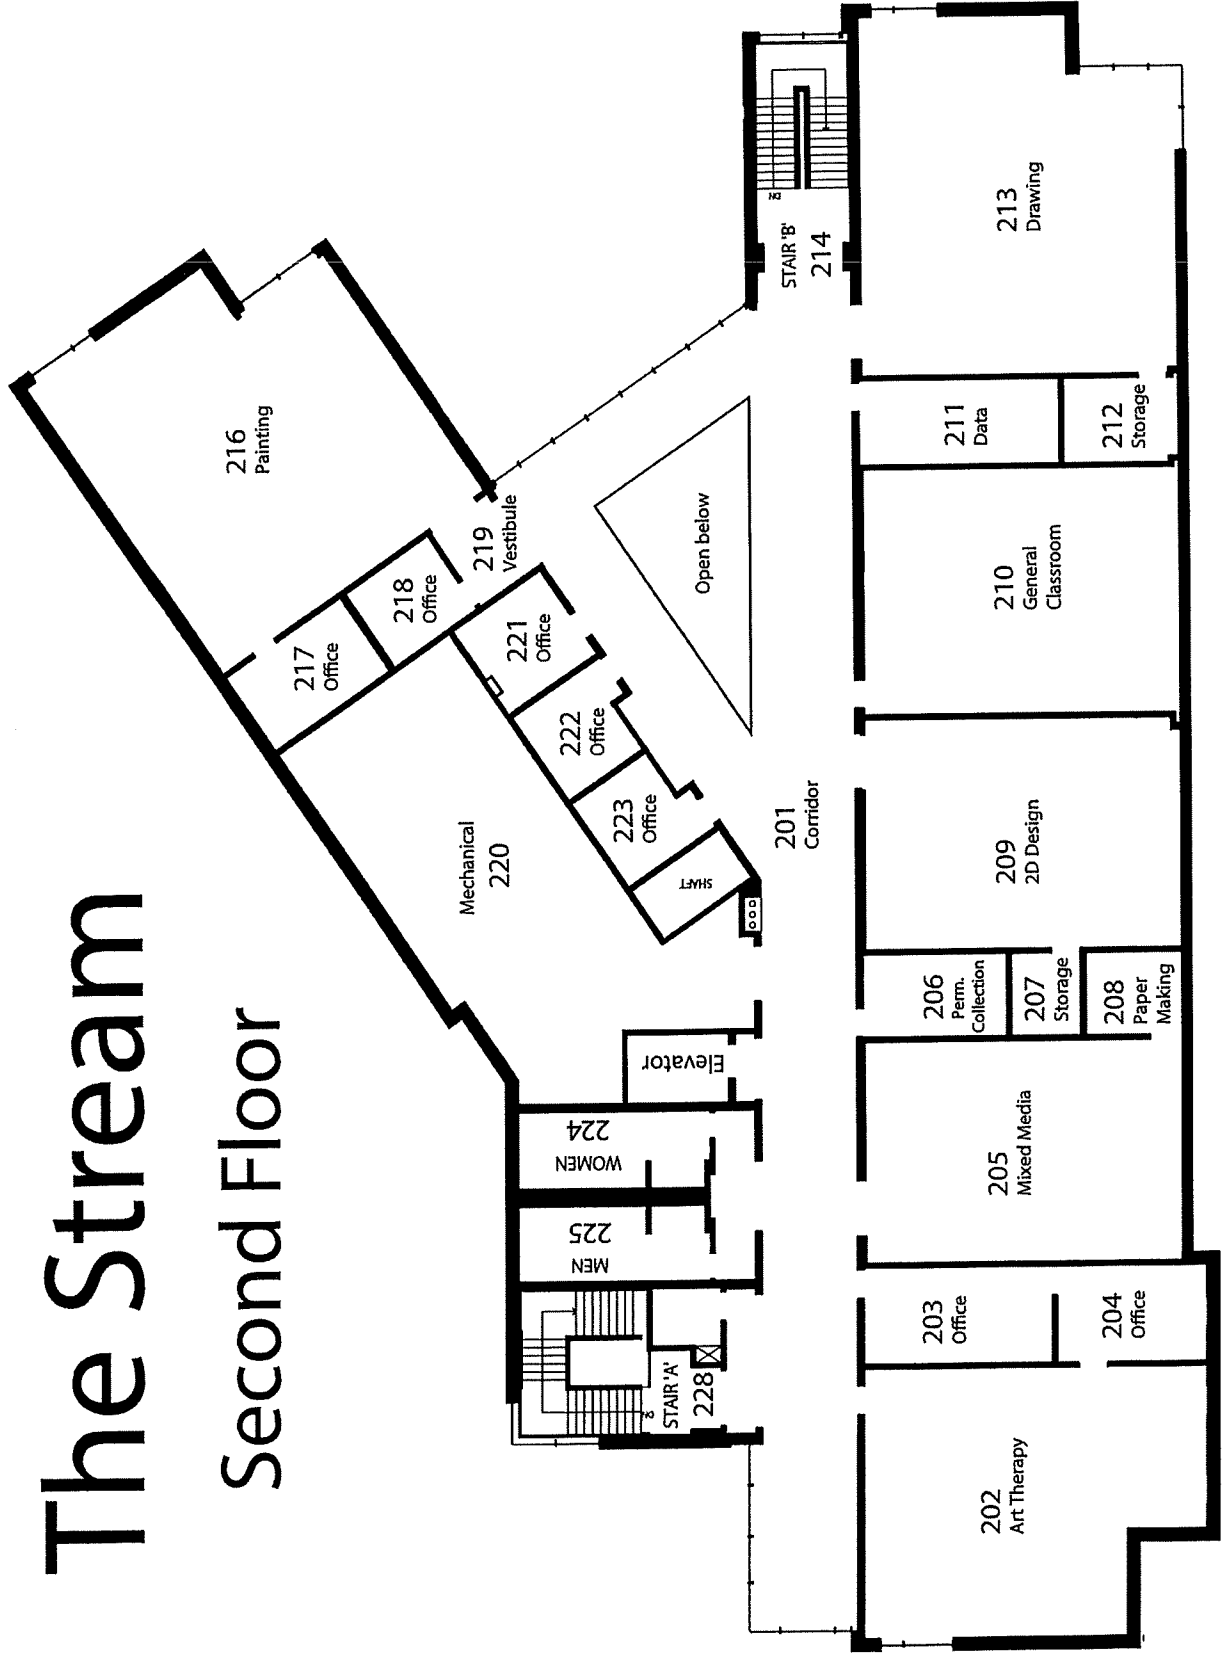 The Stream
Second Floor
216
Painting
217
Office
218
Office
219
Vestibule
221
Office
222
Office
223
Office
SHAFT
Mechanical
220
Elevator
WOMEN
224
MEN
225
STAIR 'A'
228
DN
201
Corridor
Open below
STAIR 'B'
214
DN
213
Drawing
211
Data
212
Storage
210
General
Classroom
209
2D Design
206
Perm.
Collection
207
Storage
208
Paper
Making
205
Mixed Media
203
Office
204
Office
202
Art Therapy